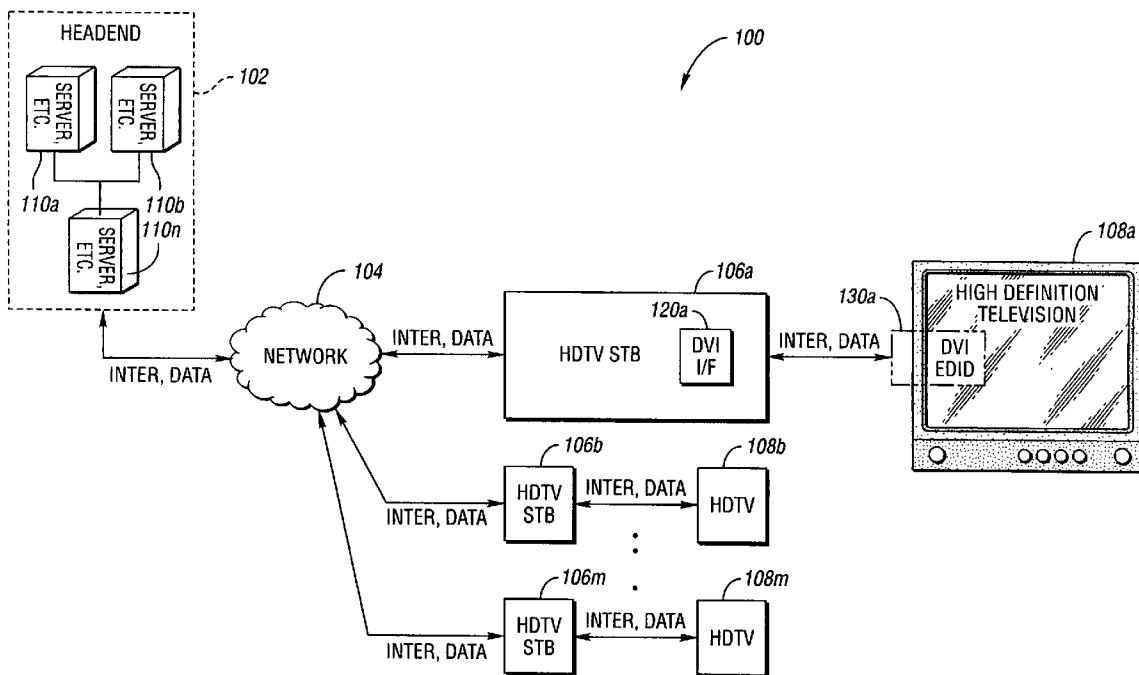 HEADEND
100
102
SERVER,
ETC.
SERVER,
ETC.
110a
110b
110n
SERVER,
ETC.
INTER, DATA
104
NETWORK
INTER, DATA
106a
120a
HDTV STB
DVI
I/F
INTER, DATA
108a
130a
HIGH DEFINITION
TELEVISION
DVI
EDID
106b
HDTV
STB
INTER, DATA
INTER, DATA
108b
HDTV
106m
HDTV
STB
INTER, DATA
INTER, DATA
108m
HDTV